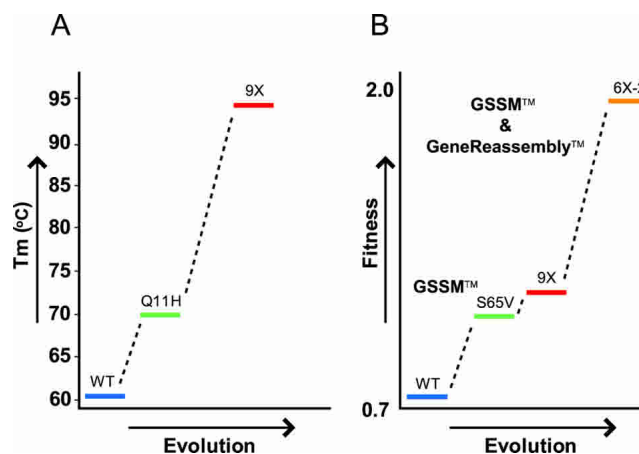 A
Tm (°C)
95
90
85
80
75
70
65
60
9X
Q11H
WT
Evolution
B
Fitness
2.0
0.7
6X-
GSSM™
&
GeneReassembly™
GSSM™
9X
S65V
WT
Evolution